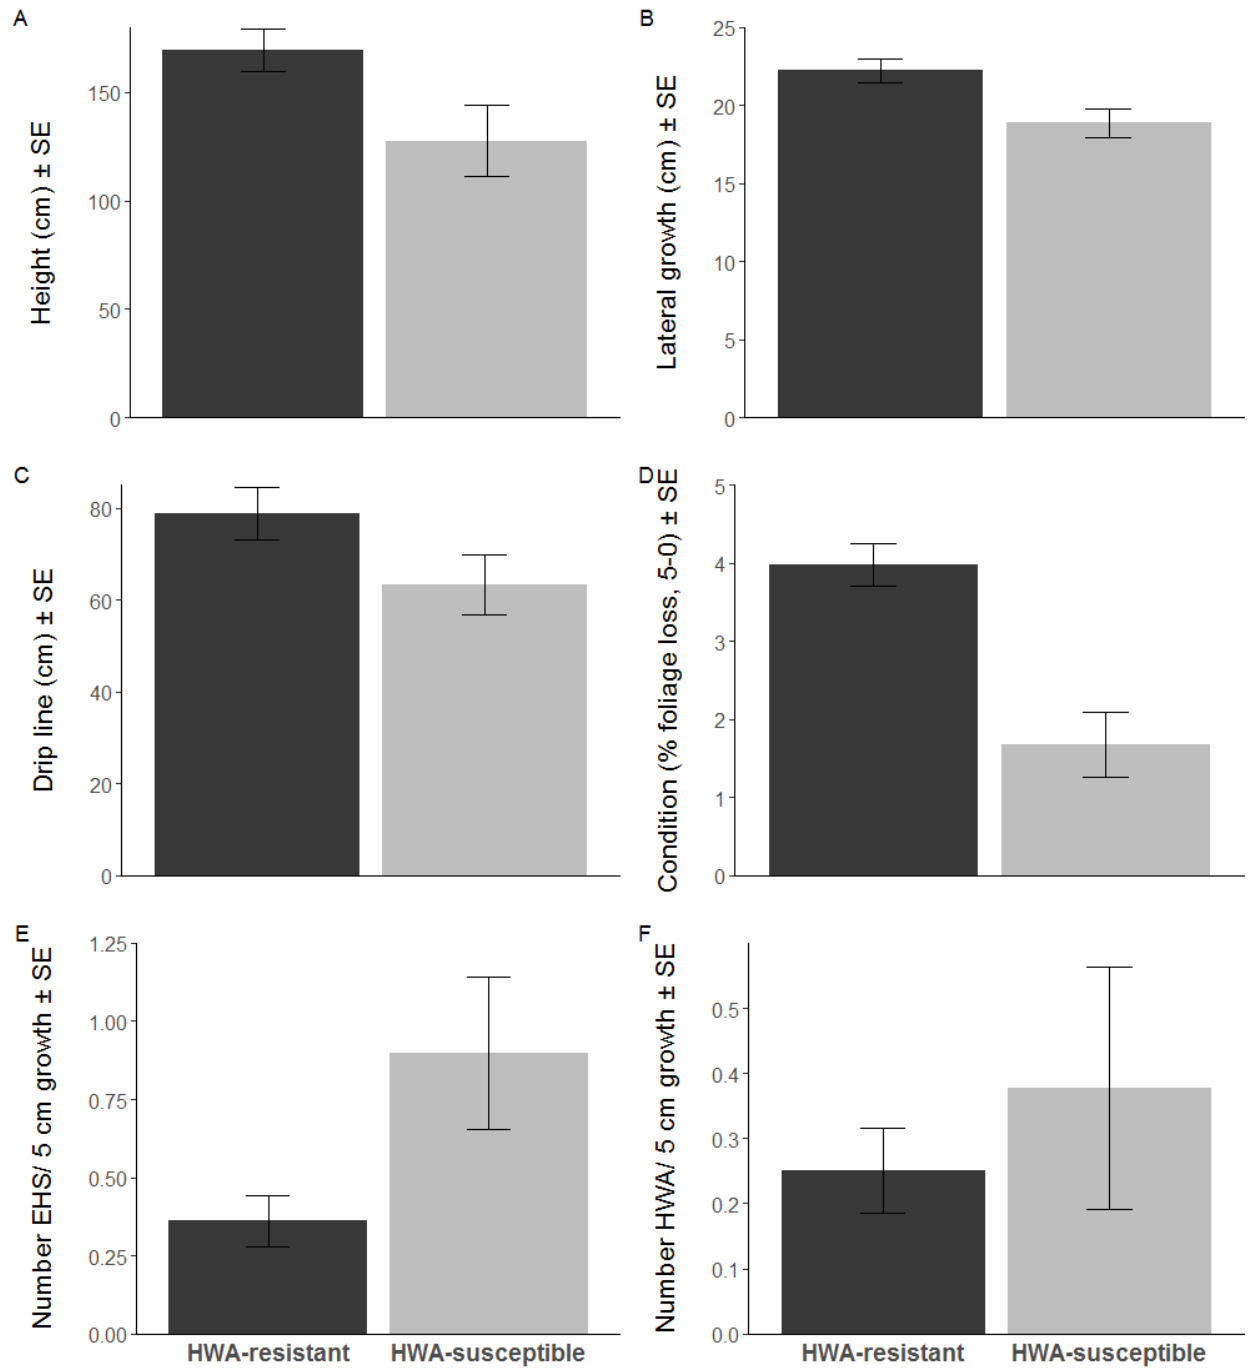 A
Height (cm) ± SE
150
100
50
0
B
Lateral growth (cm) ± SE
25
20
15
10
5
0
C
Drip line (cm) ± SE
80
60
40
20
0
D
Condition (% foliage loss, 5-0) ± SE
5
4
3
2
1
0
E
Number EHS/ 5 cm growth ± SE
1.25
1.00
0.75
0.50
0.25
0.00
HWA-resistant HWA-susceptible
F
Number HWA/ 5 cm growth ± SE
0.5
0.4
0.3
0.2
0.1
0.0
HWA-resistant HWA-susceptible